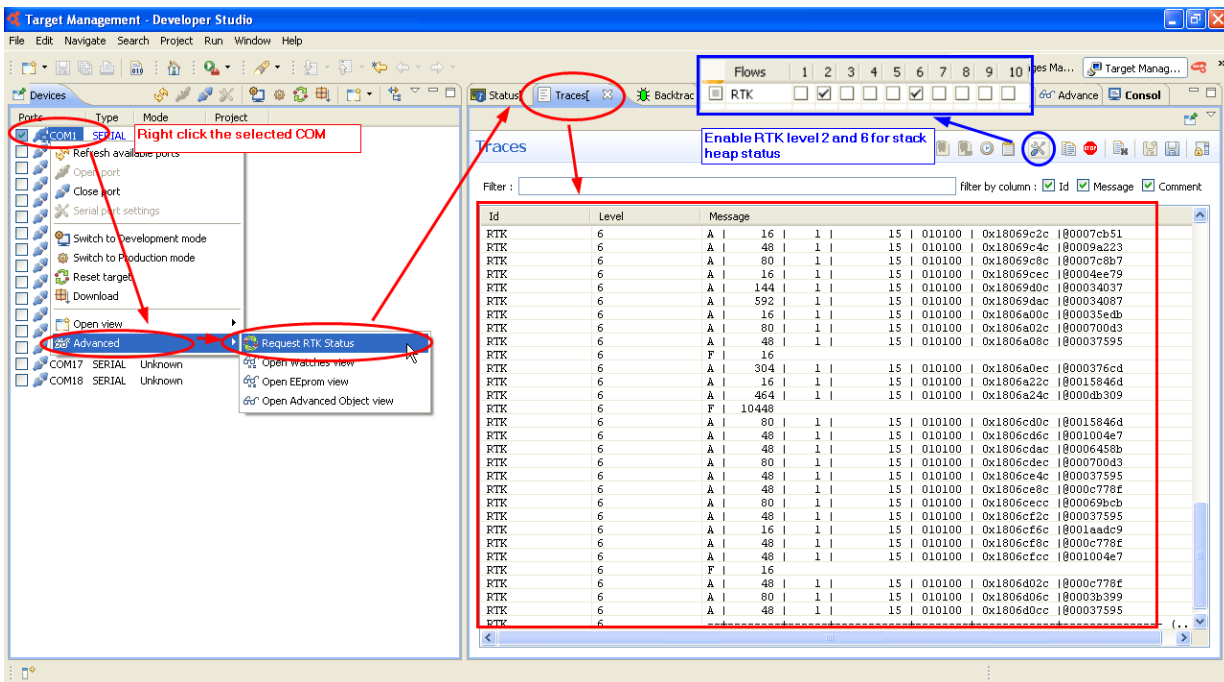 Target Management - Developer Studio
File Edit Navigate Search Project Run Window Help
Flows 1 2 3 4 5 6 7 8 9 10
RTK
ges Ma... Target Manag...
Devices
Status[ Traces[ Backtrac
Advance Consol
Ports Type Mode Project
COM1 SERIAL
Right click the selected COM
Refresh available ports
Open port
Close port
Serial port settings
Switch to Development mode
Switch to Production mode
Reset target
Download
Open view
Advanced
Request RTK Status
Open Watches view
Open EEprom view
Open Advanced Object view
COM17 SERIAL Unknown
COM18 SERIAL Unknown
Traces
Enable RTK level 2 and 6 for stack
heap status
Filter : filter by column : Id Message Comment
Id Level Message
RTK 6 A | 16 | 1 | 15 | 010100 | 0x18069c2c |@0007cb51
RTK 6 A | 48 | 1 | 15 | 010100 | 0x18069c4c |@0009a223
RTK 6 A | 80 | 1 | 15 | 010100 | 0x18069c8c |@0007c8b7
RTK 6 A | 16 | 1 | 15 | 010100 | 0x18069cec |@0004ee79
RTK 6 A | 144 | 1 | 15 | 010100 | 0x18069d0c |@00034037
RTK 6 A | 592 | 1 | 15 | 010100 | 0x18069dac |@00034087
RTK 6 A | 16 | 1 | 15 | 010100 | 0x1806a00c |@00035edb
RTK 6 A | 80 | 1 | 15 | 010100 | 0x1806a02c |@000700d3
RTK 6 A | 48 | 1 | 15 | 010100 | 0x1806a08c |@00037595
RTK 6 F | 16
RTK 6 A | 304 | 1 | 15 | 010100 | 0x1806a0ec |@000376cd
RTK 6 A | 16 | 1 | 15 | 010100 | 0x1806a22c |@0015846d
RTK 6 A | 464 | 1 | 15 | 010100 | 0x1806a24c |@000db309
RTK 6 F | 10448
RTK 6 A | 80 | 1 | 15 | 010100 | 0x1806cd0c |@0015846d
RTK 6 A | 48 | 1 | 15 | 010100 | 0x1806cd6c |@001004e7
RTK 6 A | 48 | 1 | 15 | 010100 | 0x1806cdac |@0006458b
RTK 6 A | 80 | 1 | 15 | 010100 | 0x1806cdec |@000700d3
RTK 6 A | 48 | 1 | 15 | 010100 | 0x1806ce4c |@00037595
RTK 6 A | 48 | 1 | 15 | 010100 | 0x1806ce8c |@000c778f
RTK 6 A | 80 | 1 | 15 | 010100 | 0x1806cecc |@00069bcb
RTK 6 A | 48 | 1 | 15 | 010100 | 0x1806cf2c |@00037595
RTK 6 A | 16 | 1 | 15 | 010100 | 0x1806cf6c |@001aadc9
RTK 6 A | 48 | 1 | 15 | 010100 | 0x1806cf8c |@000c778f
RTK 6 A | 48 | 1 | 15 | 010100 | 0x1806cfcc |@001004e7
RTK 6 F | 16
RTK 6 A | 48 | 1 | 15 | 010100 | 0x1806d02c |@000c778f
RTK 6 A | 80 | 1 | 15 | 010100 | 0x1806d06c |@0003b399
RTK 6 A | 48 | 1 | 15 | 010100 | 0x1806d0cc |@00037595
RTK 6